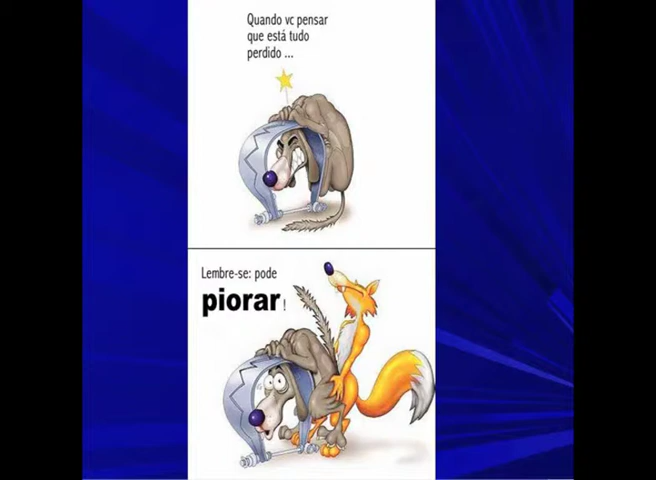 Quando vc pensar
que está tudo
perdido ...
Lembre-se: pode
piorar!